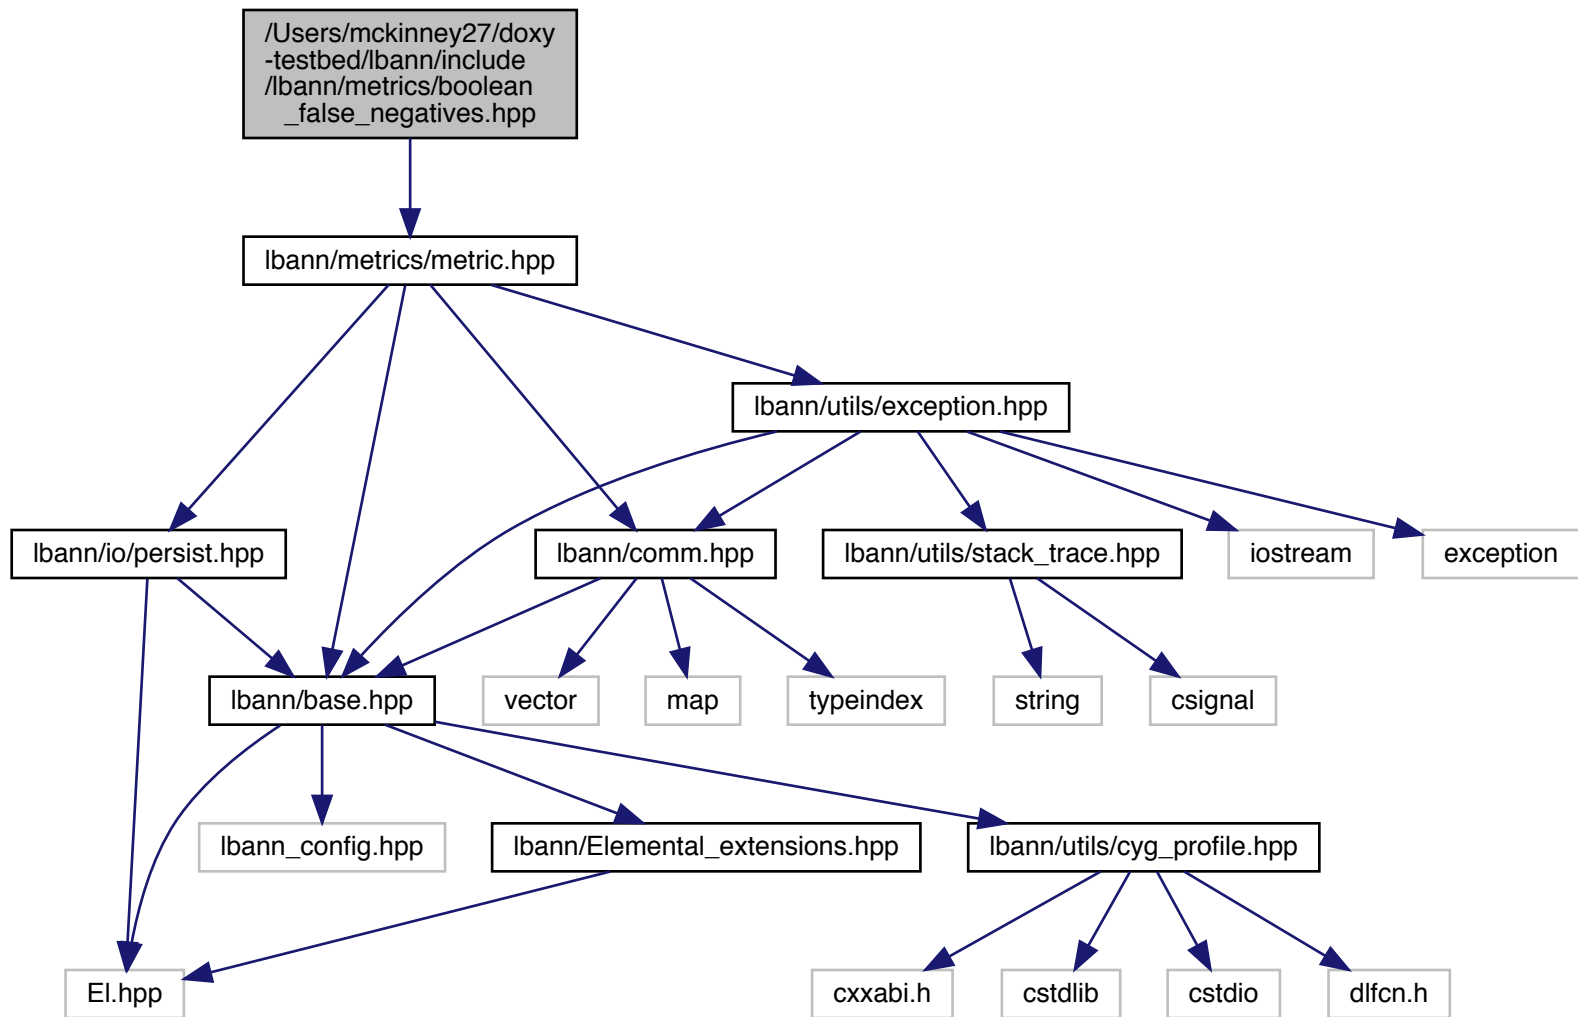 /Users/mckinney27/doxy
-testbed/lbann/include
/lbann/metrics/boolean
_false_negatives.hpp
lbann/metrics/metric.hpp
lbann/utils/exception.hpp
lbann/io/persist.hpp
lbann/comm.hpp
lbann/utils/stack_trace.hpp
iostream
exception
lbann/base.hpp
vector
map
typeindex
string
csignal
lbann_config.hpp
lbann/Elemental_extensions.hpp
lbann/utils/cyg_profile.hpp
El.hpp
cxxabi.h
cstdlib
cstdio
dlfcn.h